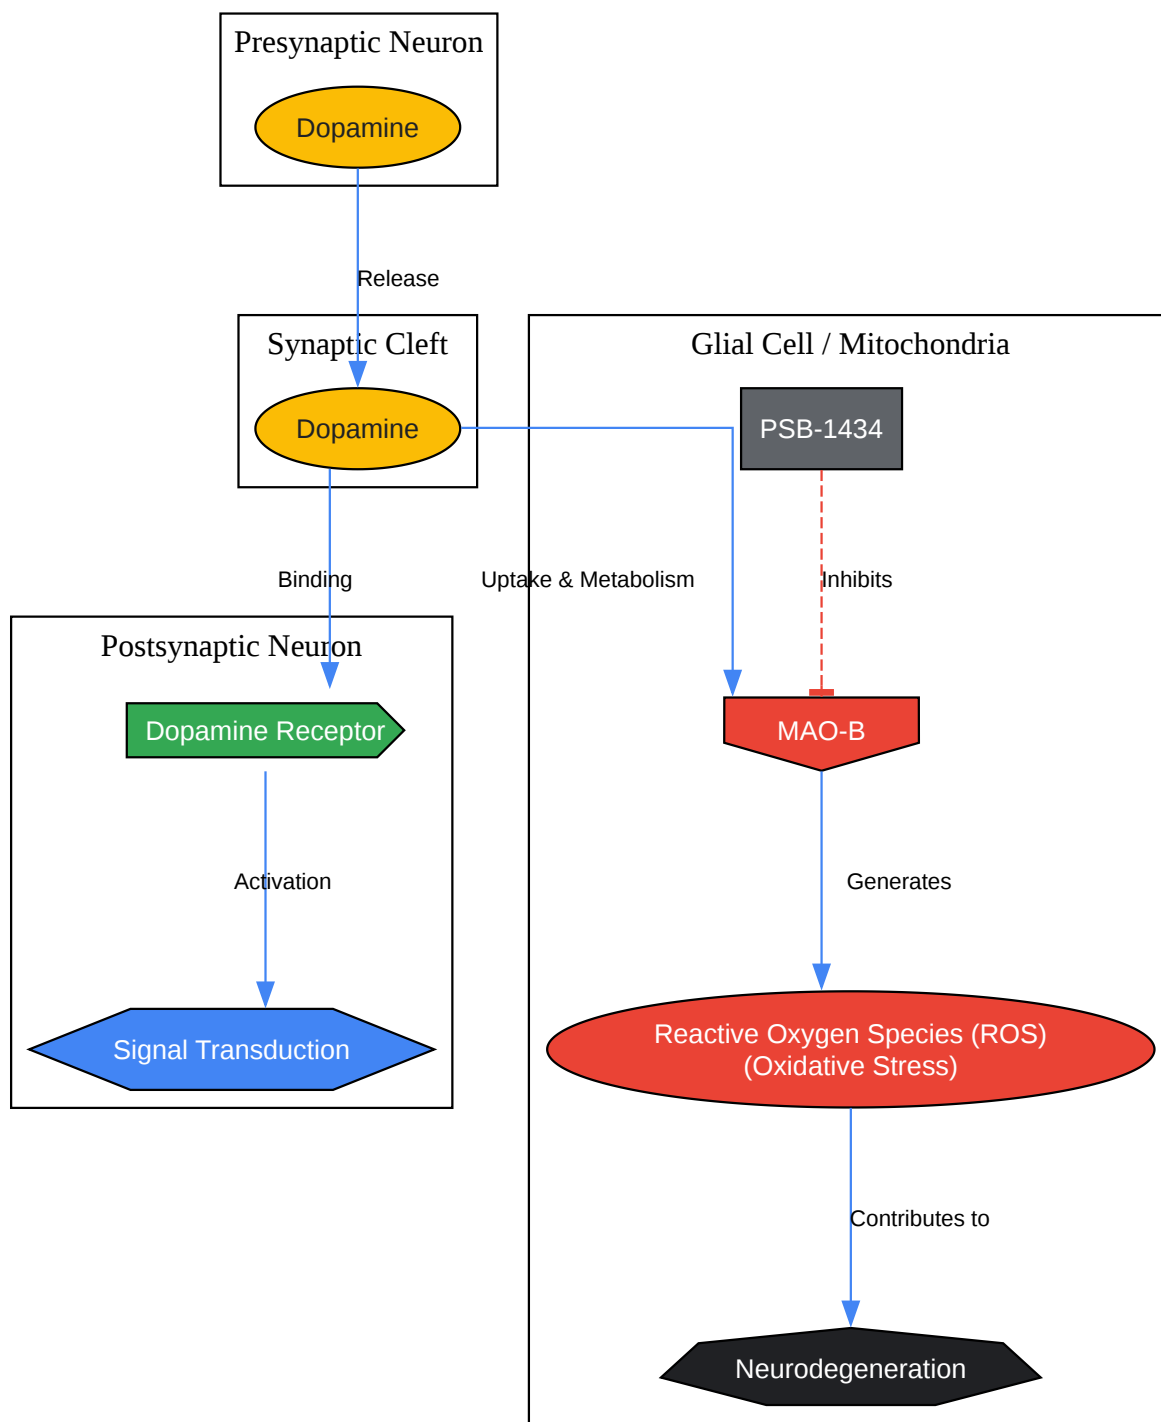 Presynaptic Neuron
Dopamine
Release
Synaptic Cleft
Dopamine
Glial Cell / Mitochondria
PSB-1434
Binding
Uptake & Metabolism
Inhibits
Postsynaptic Neuron
Dopamine Receptor
MAO-B
Activation
Generates
Signal Transduction
Reactive Oxygen Species (ROS)
(Oxidative Stress)
Contributes to
Neurodegeneration